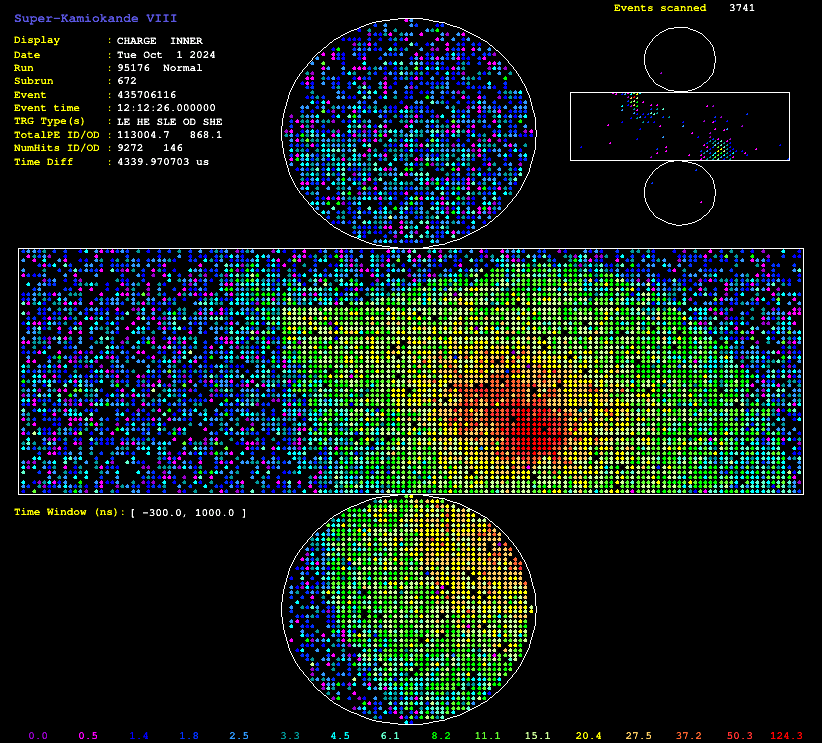 Super-Kamiokande VIII
Events scanned 3741
Display : CHARGE INNER
Date : Tue Oct 1 2024
Run : 95176 Normal
Subrun : 672
Event : 435706116
Event time : 12:12:26.000000
TRG Type(s) : LE HE SLE OD SHE
TotalPE ID/OD : 113004.7 868.1
NumHits ID/OD : 9272 146
Time Diff : 4339.970703 us
Time Window (ns): [ -300.0, 1000.0 ]
0.0 0.5 1.4 1.8 2.5 3.3 4.5 6.1 8.2 11.1 15.1 20.4 27.5 37.2 50.3 124.3